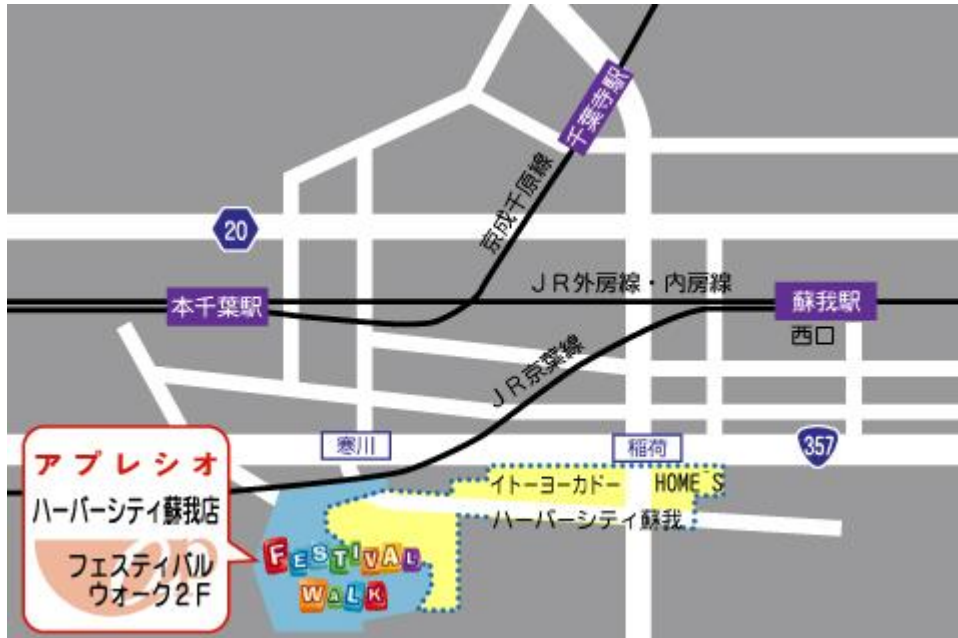 千葉寺駅
京成千原線
20
JR外房線・内房線
本千葉駅
蘇我駅
西口
JR京葉線
寒川
稲荷
357
アプレシオ
ハーバーシティ蘇我店
フェスティバル
ウォーク2F
イトーヨーカドー HOME'S
ハーバーシティ蘇我
FESTIVAL
WALK